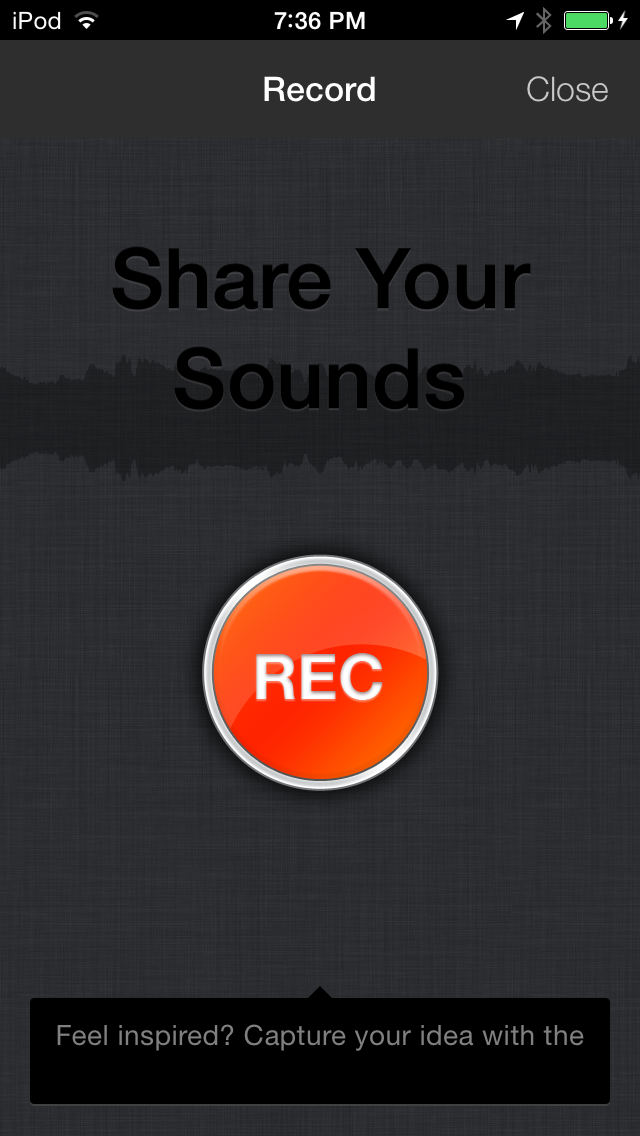 iPod 7:36 PM
Record Close
Share Your
Sounds
REC
Feel inspired? Capture your idea with the